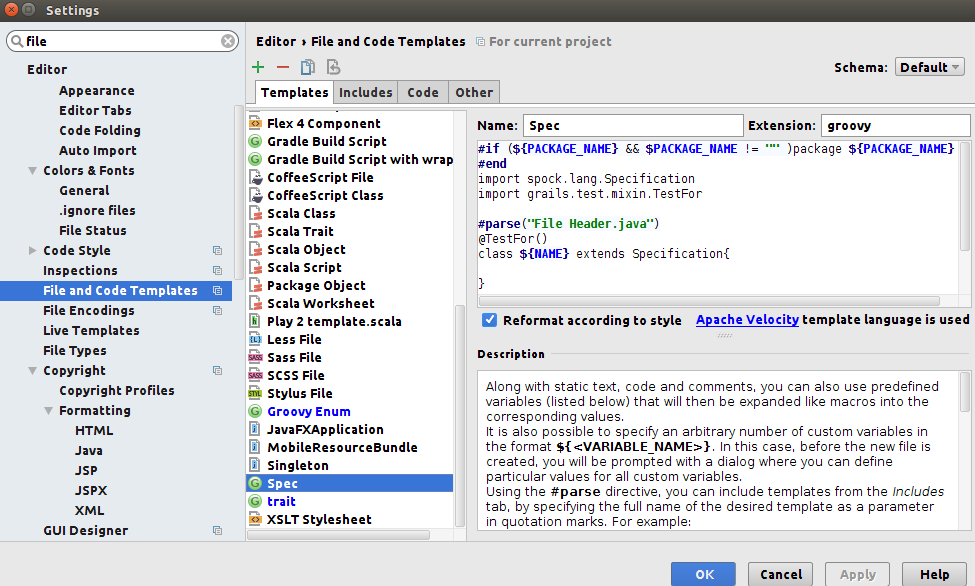 Settings
file
Editor
Appearance
Editor Tabs
Code Folding
Auto Import
Colors & Fonts
General
.ignore files
File Status
Code Style
Inspections
File and Code Templates
File Encodings
Live Templates
File Types
Copyright
Copyright Profiles
Formatting
HTML
Java
JSP
JSPX
XML
GUI Designer
Editor › File and Code Templates For current project
Schema: Default
Templates Includes Code Other
Flex 4 Component
Gradle Build Script
Gradle Build Script with wrap
CoffeeScript File
CoffeeScript Class
Scala Class
Scala Trait
Scala Object
Scala Script
Package Object
Scala Worksheet
Play 2 template.scala
Less File
Sass File
SCSS File
Stylus File
Groovy Enum
JavaFXApplication
MobileResourceBundle
Singleton
Spec
trait
XSLT Stylesheet
Name: Spec Extension: groovy
#if (${PACKAGE_NAME} && $PACKAGE_NAME != "" )package ${PACKAGE_NAME}
#end
import spock.lang.Specification
import grails.test.mixin.TestFor
#parse("File Header.java")
@TestFor()
class ${NAME} extends Specification{
}
Reformat according to style Apache Velocity template language is used
Description
Along with static text, code and comments, you can also use predefined
variables (listed below) that will then be expanded like macros into the
corresponding values.
It is also possible to specify an arbitrary number of custom variables in
the format ${<VARIABLE_NAME>}. In this case, before the new file is
created, you will be prompted with a dialog where you can define
particular values for all custom variables.
Using the #parse directive, you can include templates from the Includes
tab, by specifying the full name of the desired template as a parameter
in quotation marks. For example:
OK Cancel Apply Help